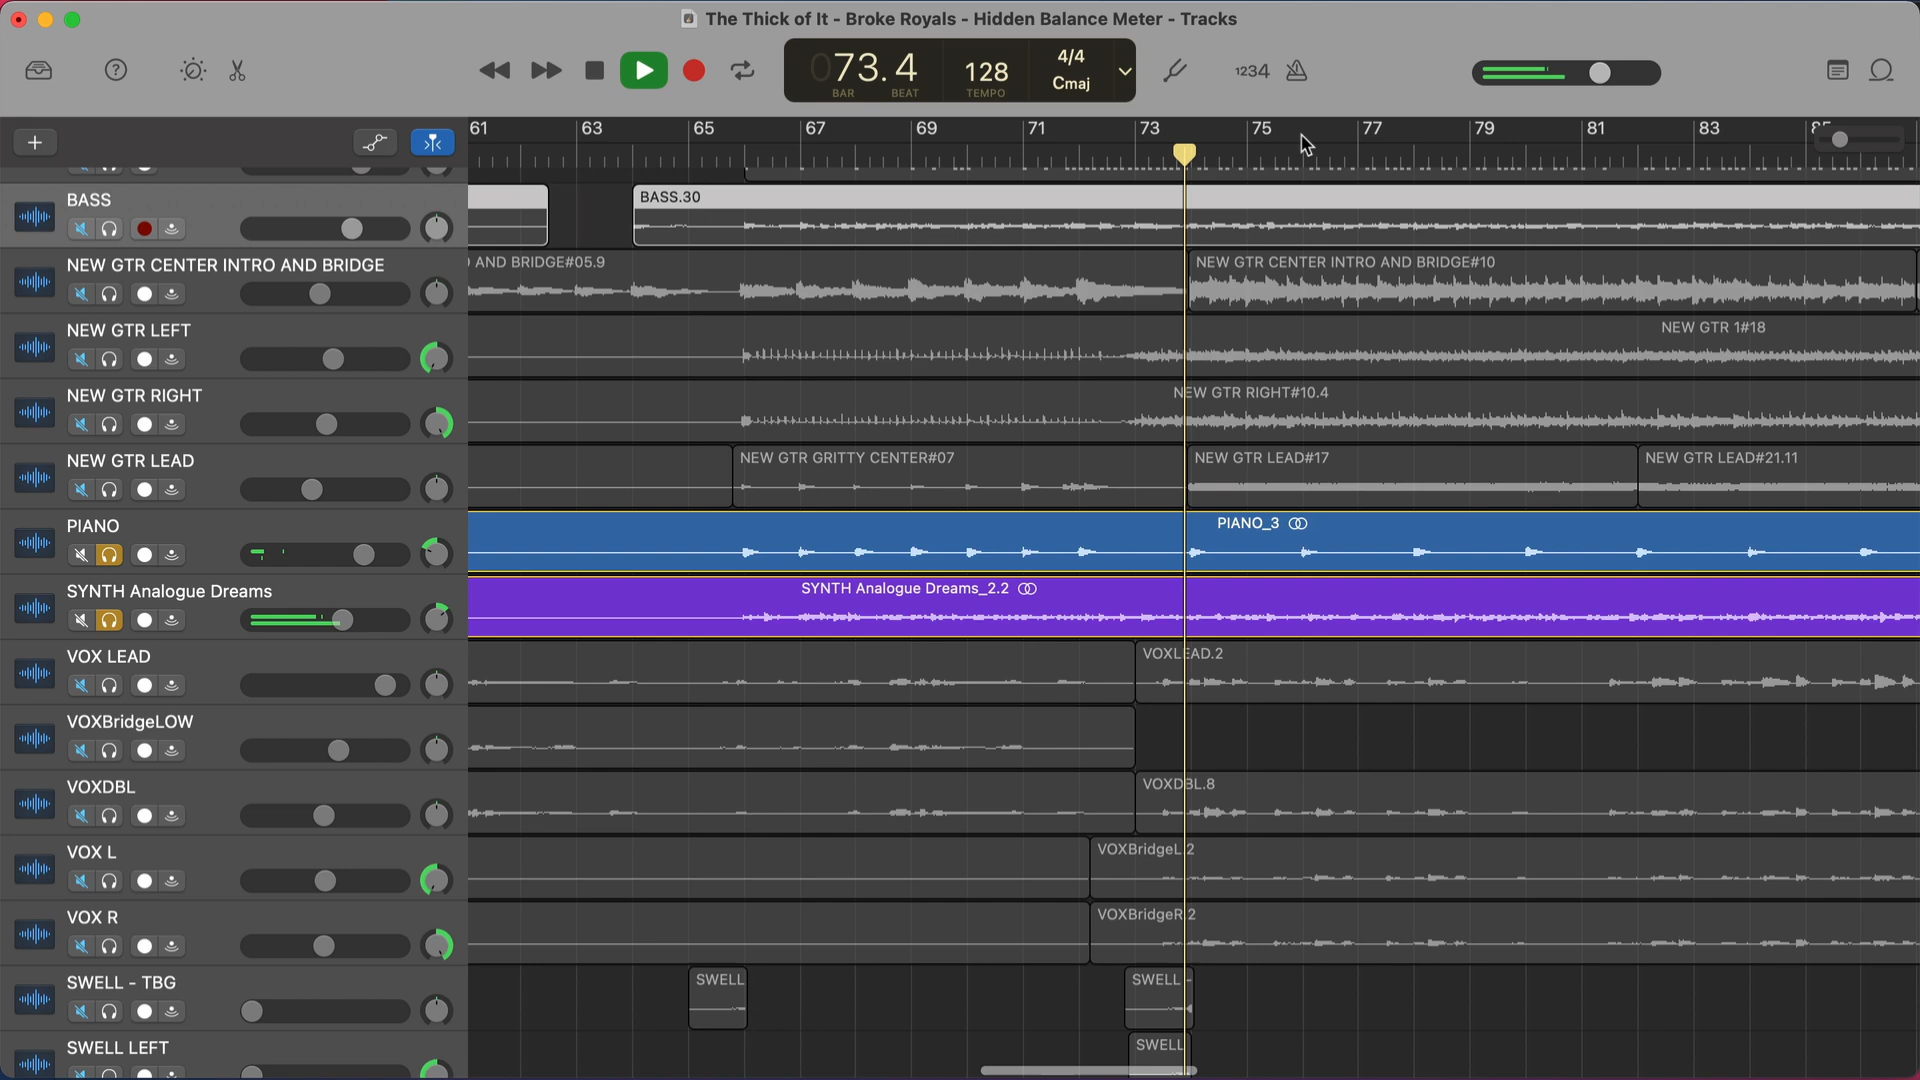 The Thick of It - Broke Royals - Hidden Balance Meter - Tracks
073.4
BAR
BEAT
128
TEMPO
4/4
Cmaj
1234
61
63
65
67
69
71
73
75
77
79
81
83
BASS
BASS.30
NEW GTR CENTER INTRO AND BRIDGE
AND BRIDGE#05.9
NEW GTR CENTER INTRO AND BRIDGE#10
NEW GTR LEFT
NEW GTR 1#18
NEW GTR RIGHT
NEW GTR RIGHT#10.4
NEW GTR LEAD
NEW GTR GRITTY CENTER#07
NEW GTR LEAD#17
NEW GTR LEAD#21.11
PIANO
PIANO_3
SYNTH Analogue Dreams
SYNTH Analogue Dreams_2.2
VOX LEAD
VOXLEAD.2
VOXBridgeLOW
VOXDBL
VOXDBL.8
VOX L
VOXBridgeL.2
VOX R
VOXBridgeR.2
SWELL - TBG
SWELL
SWELL -
SWELL LEFT
SWELL